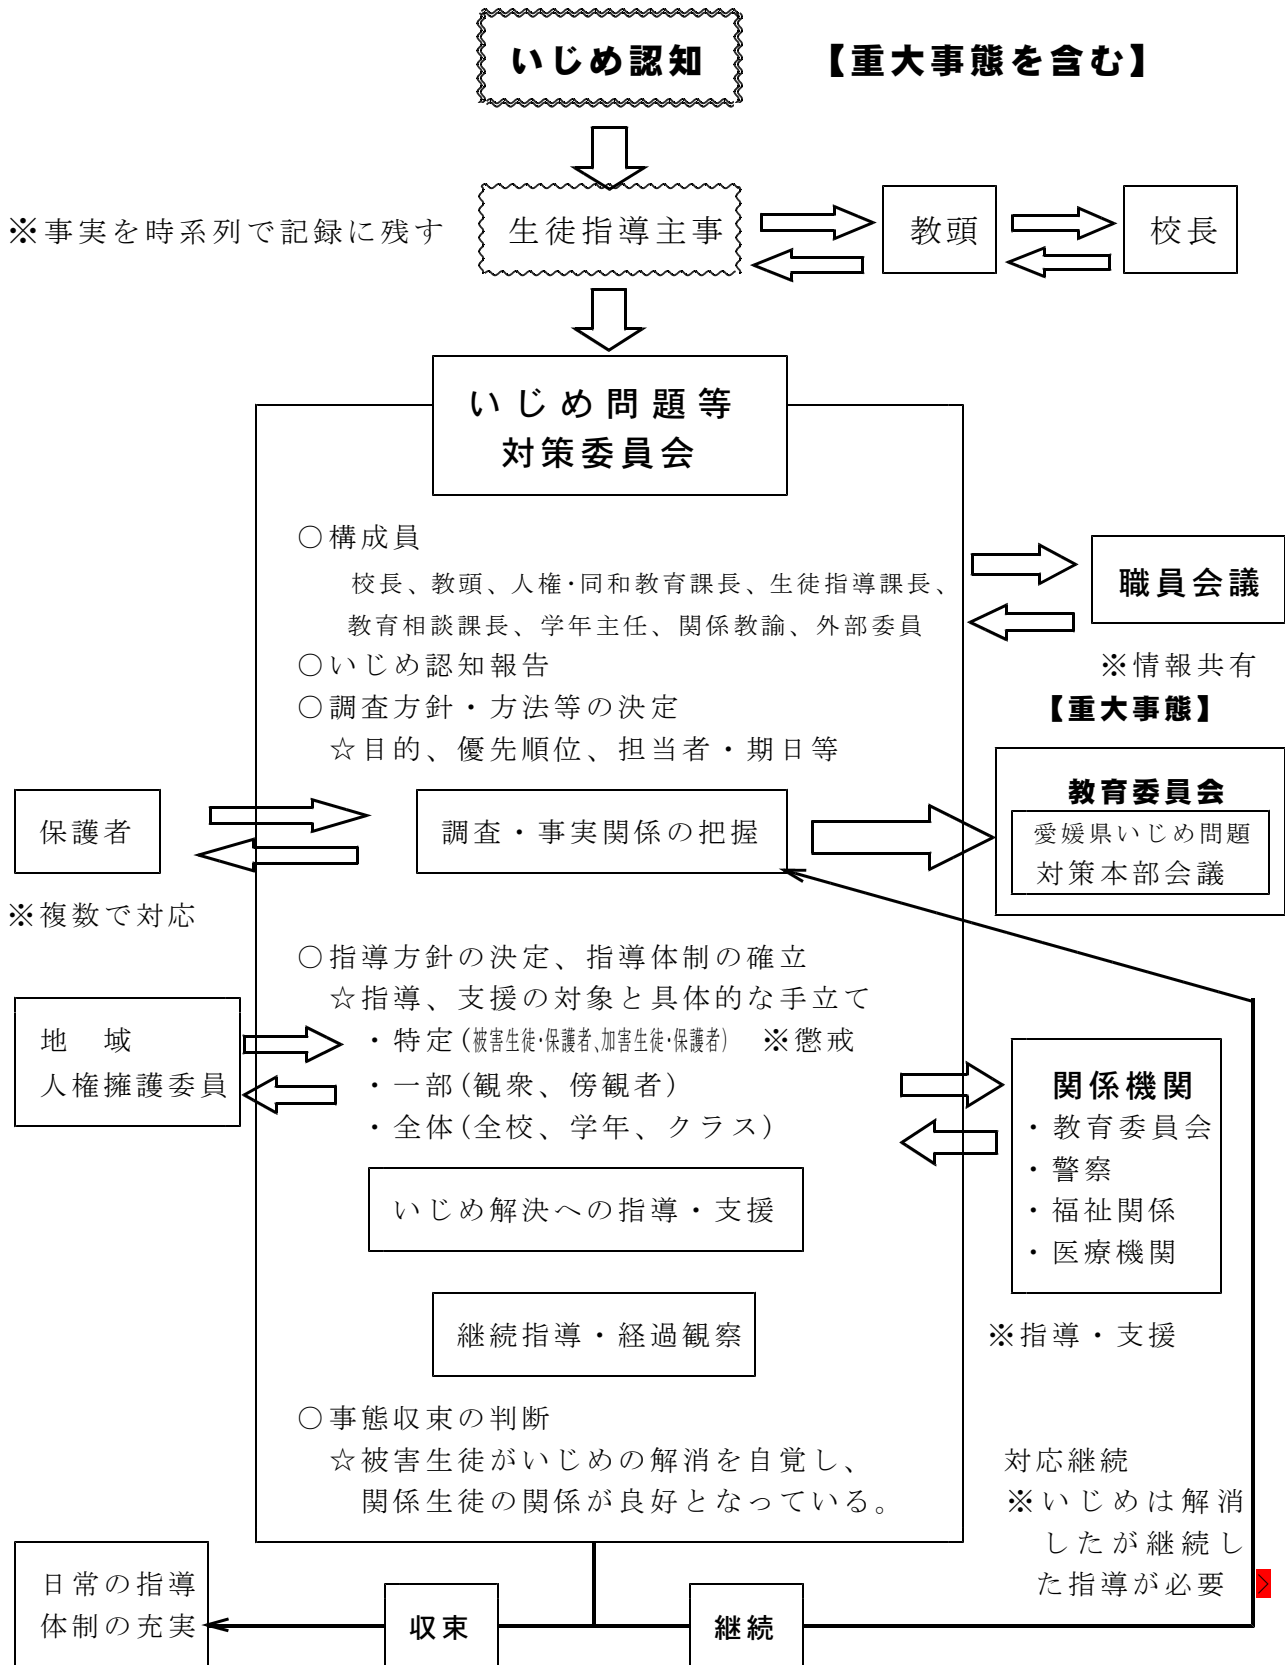 いじめ認知
【重大事態を含む】
※事実を時系列で記録に残す
生徒指導主事
教頭
校長
いじめ問題等
対策委員会
○構成員
校長、教頭、人権・同和教育課長、生徒指導課長、
教育相談課長、学年主任、関係教諭、外部委員
○いじめ認知報告
○調査方針・方法等の決定
☆目的、優先順位、担当者・期日等
職員会議
※情報共有
【重大事態】
教育委員会
愛媛県いじめ問題
対策本部会議
保護者
※複数で対応
調査・事実関係の把握
○指導方針の決定、指導体制の確立
☆指導、支援の対象と具体的な手立て
・特定(被害生徒・保護者、加害生徒・保護者) ※懲戒
・一部(観衆、傍観者)
・全体(全校、学年、クラス)
地　域
人権擁護委員
関係機関
・教育委員会
・警察
・福祉関係
・医療機関
※指導・支援
いじめ解決への指導・支援
継続指導・経過観察
○事態収束の判断
☆被害生徒がいじめの解消を自覚し、
関係生徒の関係が良好となっている。
対応継続
※いじめは解消
したが継続し
た指導が必要
>
日常の指導
体制の充実
収束
継続